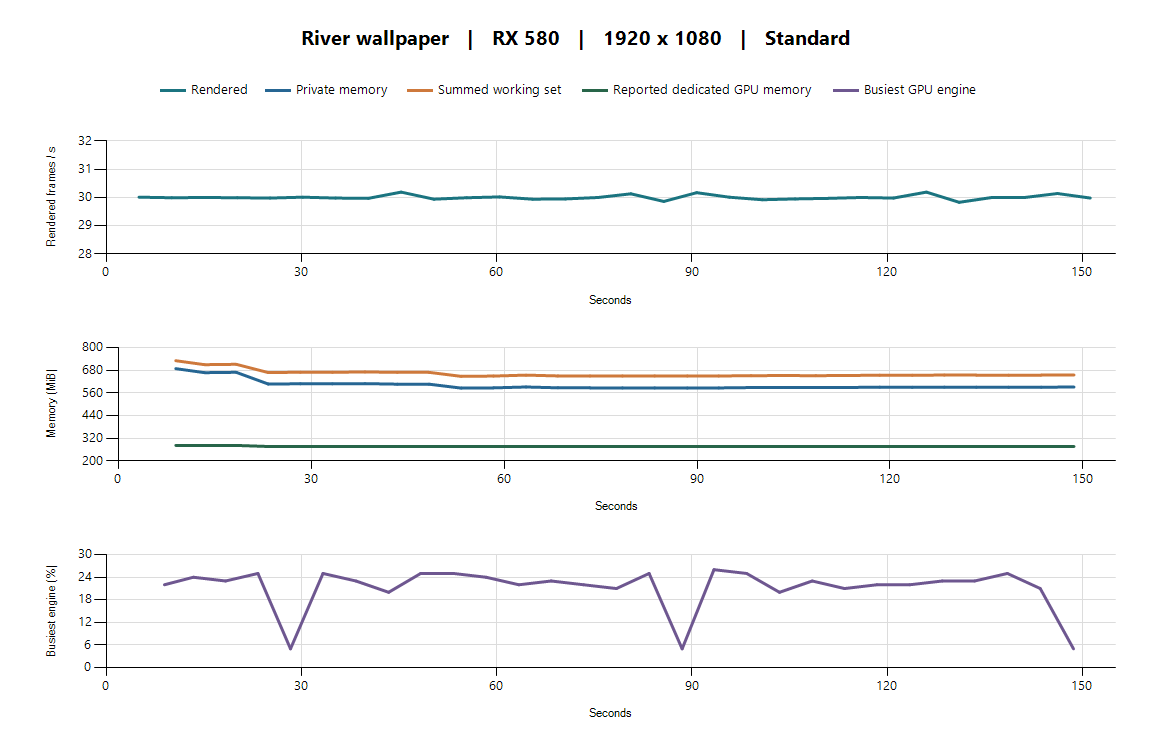 River wallpaper | RX 580 | 1920 x 1080 | Standard
Rendered Private memory Summed working set Reported dedicated GPU memory Busiest GPU engine
Rendered frames / s
32
31
30
29
28
0 30 60 90 120 150
Seconds
Memory (MiB)
800
680
560
440
320
200
0 30 60 90 120 150
Seconds
Busiest engine (%)
30
24
18
12
6
0
0 30 60 90 120 150
Seconds